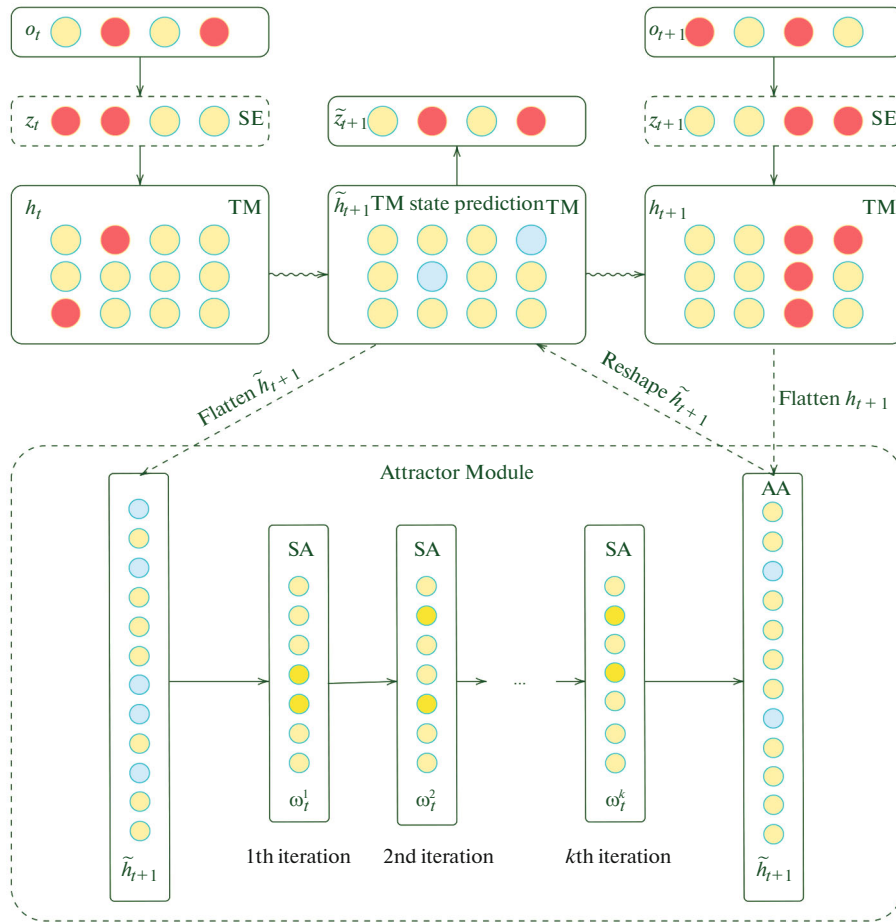 o_t
o_{t+1}
z_t SE
z̃_{t+1}
z_{t+1} SE
h_t TM
h̃_{t+1} TM state prediction TM
h_{t+1} TM
Flatten h̃_{t+1}
Reshape h̃_{t+1}
Flatten h_{t+1}
Attractor Module
AA
SA
SA
SA
...
ω_t^1
ω_t^2
ω_t^k
h̃_{t+1}
1th iteration
2nd iteration
kth iteration
h̃_{t+1}